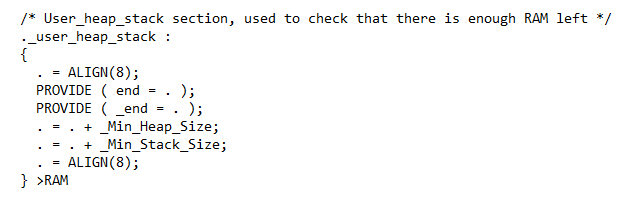 /* User_heap_stack section, used to check that there is enough RAM left */
._user_heap_stack :
{
  . = ALIGN(8);
  PROVIDE ( end = . );
  PROVIDE ( _end = . );
  . = . + _Min_Heap_Size;
  . = . + _Min_Stack_Size;
  . = ALIGN(8);
} >RAM